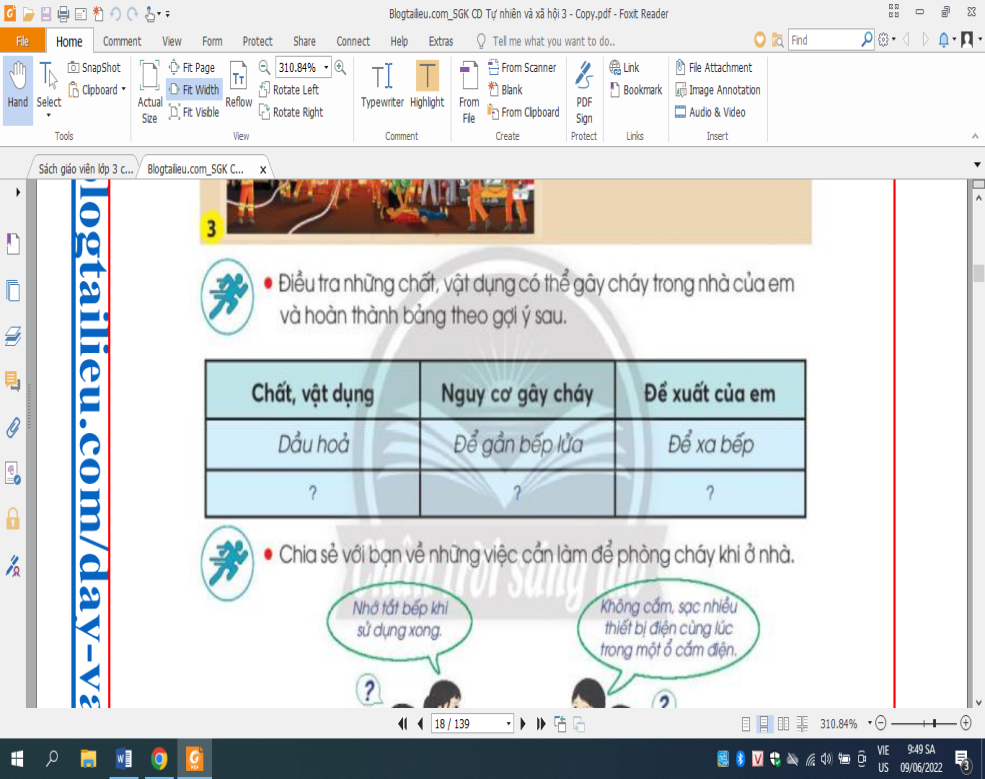 Blogtailieu.com_SGK CD Tự nhiên và xã hội 3 - Copy.pdf - Foxit Reader
File Home Comment View Form Protect Share Connect Help Extras Tell me what you want to do.. Find
Hand
Select
SnapShot
Clipboard
Tools
Actual Size
Fit Page
Fit Width
Fit Visible
Reflow
310.84%
Rotate Left
Rotate Right
View
Typewriter
Highlight
Comment
From File
From Scanner
Blank
From Clipboard
Create
PDF Sign
Protect
Link
Bookmark
Links
File Attachment
Image Annotation
Audio & Video
Insert
Sách giáo viên lớp 3 c...
Blogtailieu.com_SGK C... x
logtailieu.com/day-va
3
• Điều tra những chất, vật dụng có thể gây cháy trong nhà của em
và hoàn thành bảng theo gợi ý sau.
Chất, vật dụng Nguy cơ gây cháy Đề xuất của em
Dầu hoả Để gần bếp lửa Để xa bếp
? ? ?
• Chia sẻ với bạn về những việc cần làm để phòng cháy khi ở nhà.
Chân trời sáng tạo
Nhớ tắt bếp khi
sử dụng xong.
Không cắm, sạc nhiều
thiết bị điện cùng lúc
trong một ổ cắm điện.
?
?
18 / 139
310.84%
VIE
US
9:49 SA
09/06/2022
3